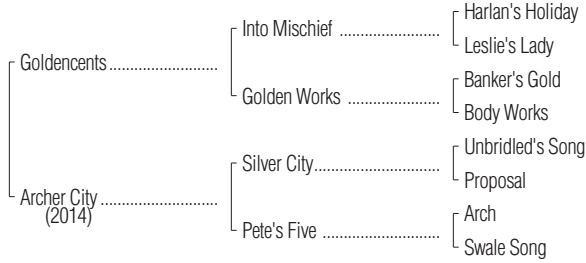 Harlan's Holiday
Into Mischief
Leslie's Lady
Goldencents
Banker's Gold
Golden Works
Body Works
Unbridled's Song
Silver City
Proposal
Archer City
(2014)
Arch
Pete's Five
Swale Song